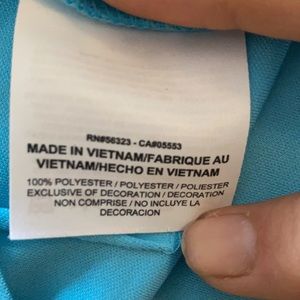 RN#56323 - CA#05553
MADE IN VIETNAM/FABRIQUE AU
VIETNAM/HECHO EN VIETNAM
100% POLYESTER / POLYESTER / POLIESTER
EXCLUSIVE OF DECORATION / DECORATION
NON COMPRISE / NO INCLUYE LA
DECORACION